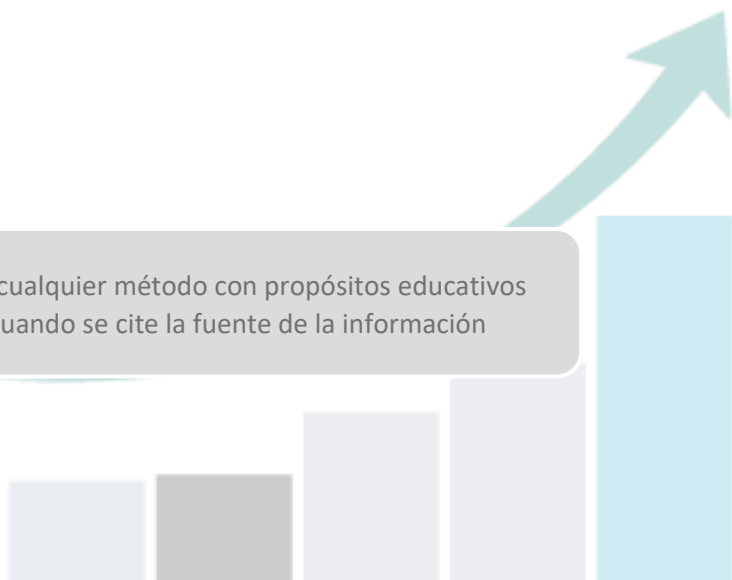 cualquier método con propósitos educativos
uando se cite la fuente de la información